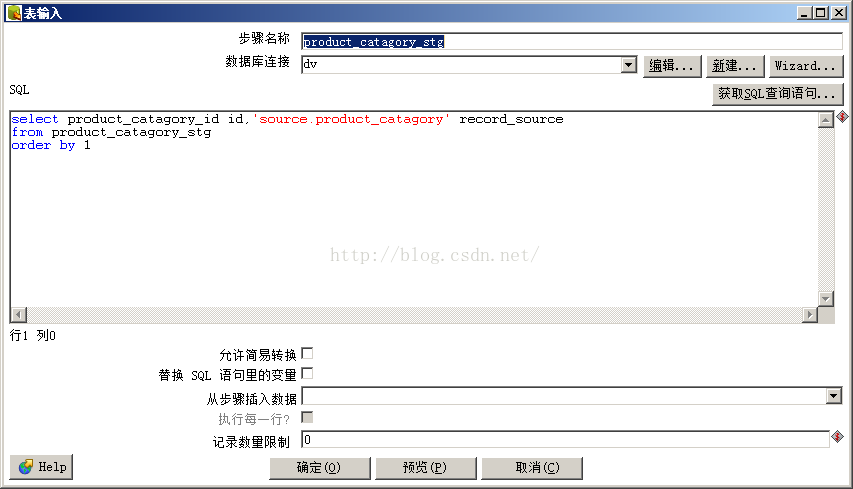 表输入
步骤名称 product_catagory_stg
数据库连接 dv 编辑... 新建... Wizard...
SQL 获取SQL查询语句...
select product_catagory_id id,'source.product_catagory' record_source
from product_catagory_stg
order by 1
http://blog.csdn.net/
行1 列0
允许简易转换
替换 SQL 语句里的变量
从步骤插入数据
执行每一行?
记录数量限制 0
Help 确定(O) 预览(P) 取消(C)